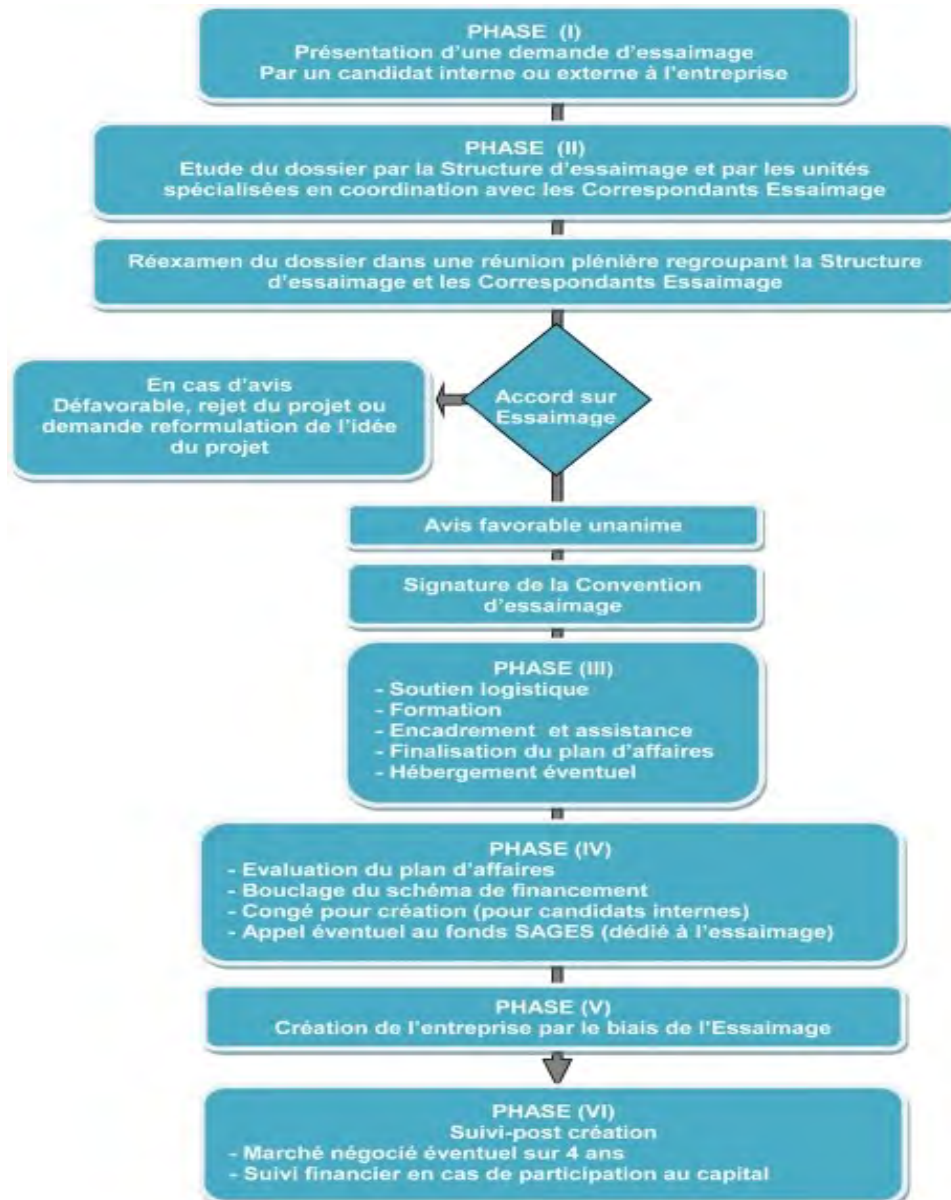 PHASE (I)
Présentation d'une demande d'essaimage
Par un candidat interne ou externe à l'entreprise
PHASE (II)
Etude du dossier par la Structure d'essaimage et par les unités
spécialisées en coordination avec les Correspondants Essaimage
Réexamen du dossier dans une réunion plénière regroupant la Structure
d'essaimage et les Correspondants Essaimage
Accord sur
Essaimage
En cas d'avis
Défavorable, rejet du projet ou
demande reformulation de l'idée
du projet
Avis favorable unanime
Signature de la Convention
d'essaimage
PHASE (III)
- Soutien logistique
- Formation
- Encadrement et assistance
- Finalisation du plan d'affaires
- Hébergement éventuel
PHASE (IV)
- Evaluation du plan d'affaires
- Bouclage du schéma de financement
- Congé pour création (pour candidats internes)
- Appel éventuel au fonds SAGES (dédié à l'essaimage)
PHASE (V)
Création de l'entreprise par le biais de l'Essaimage
PHASE (VI)
Suivi-post création
- Marché négocié éventuel sur 4 ans
- Suivi financier en cas de participation au capital